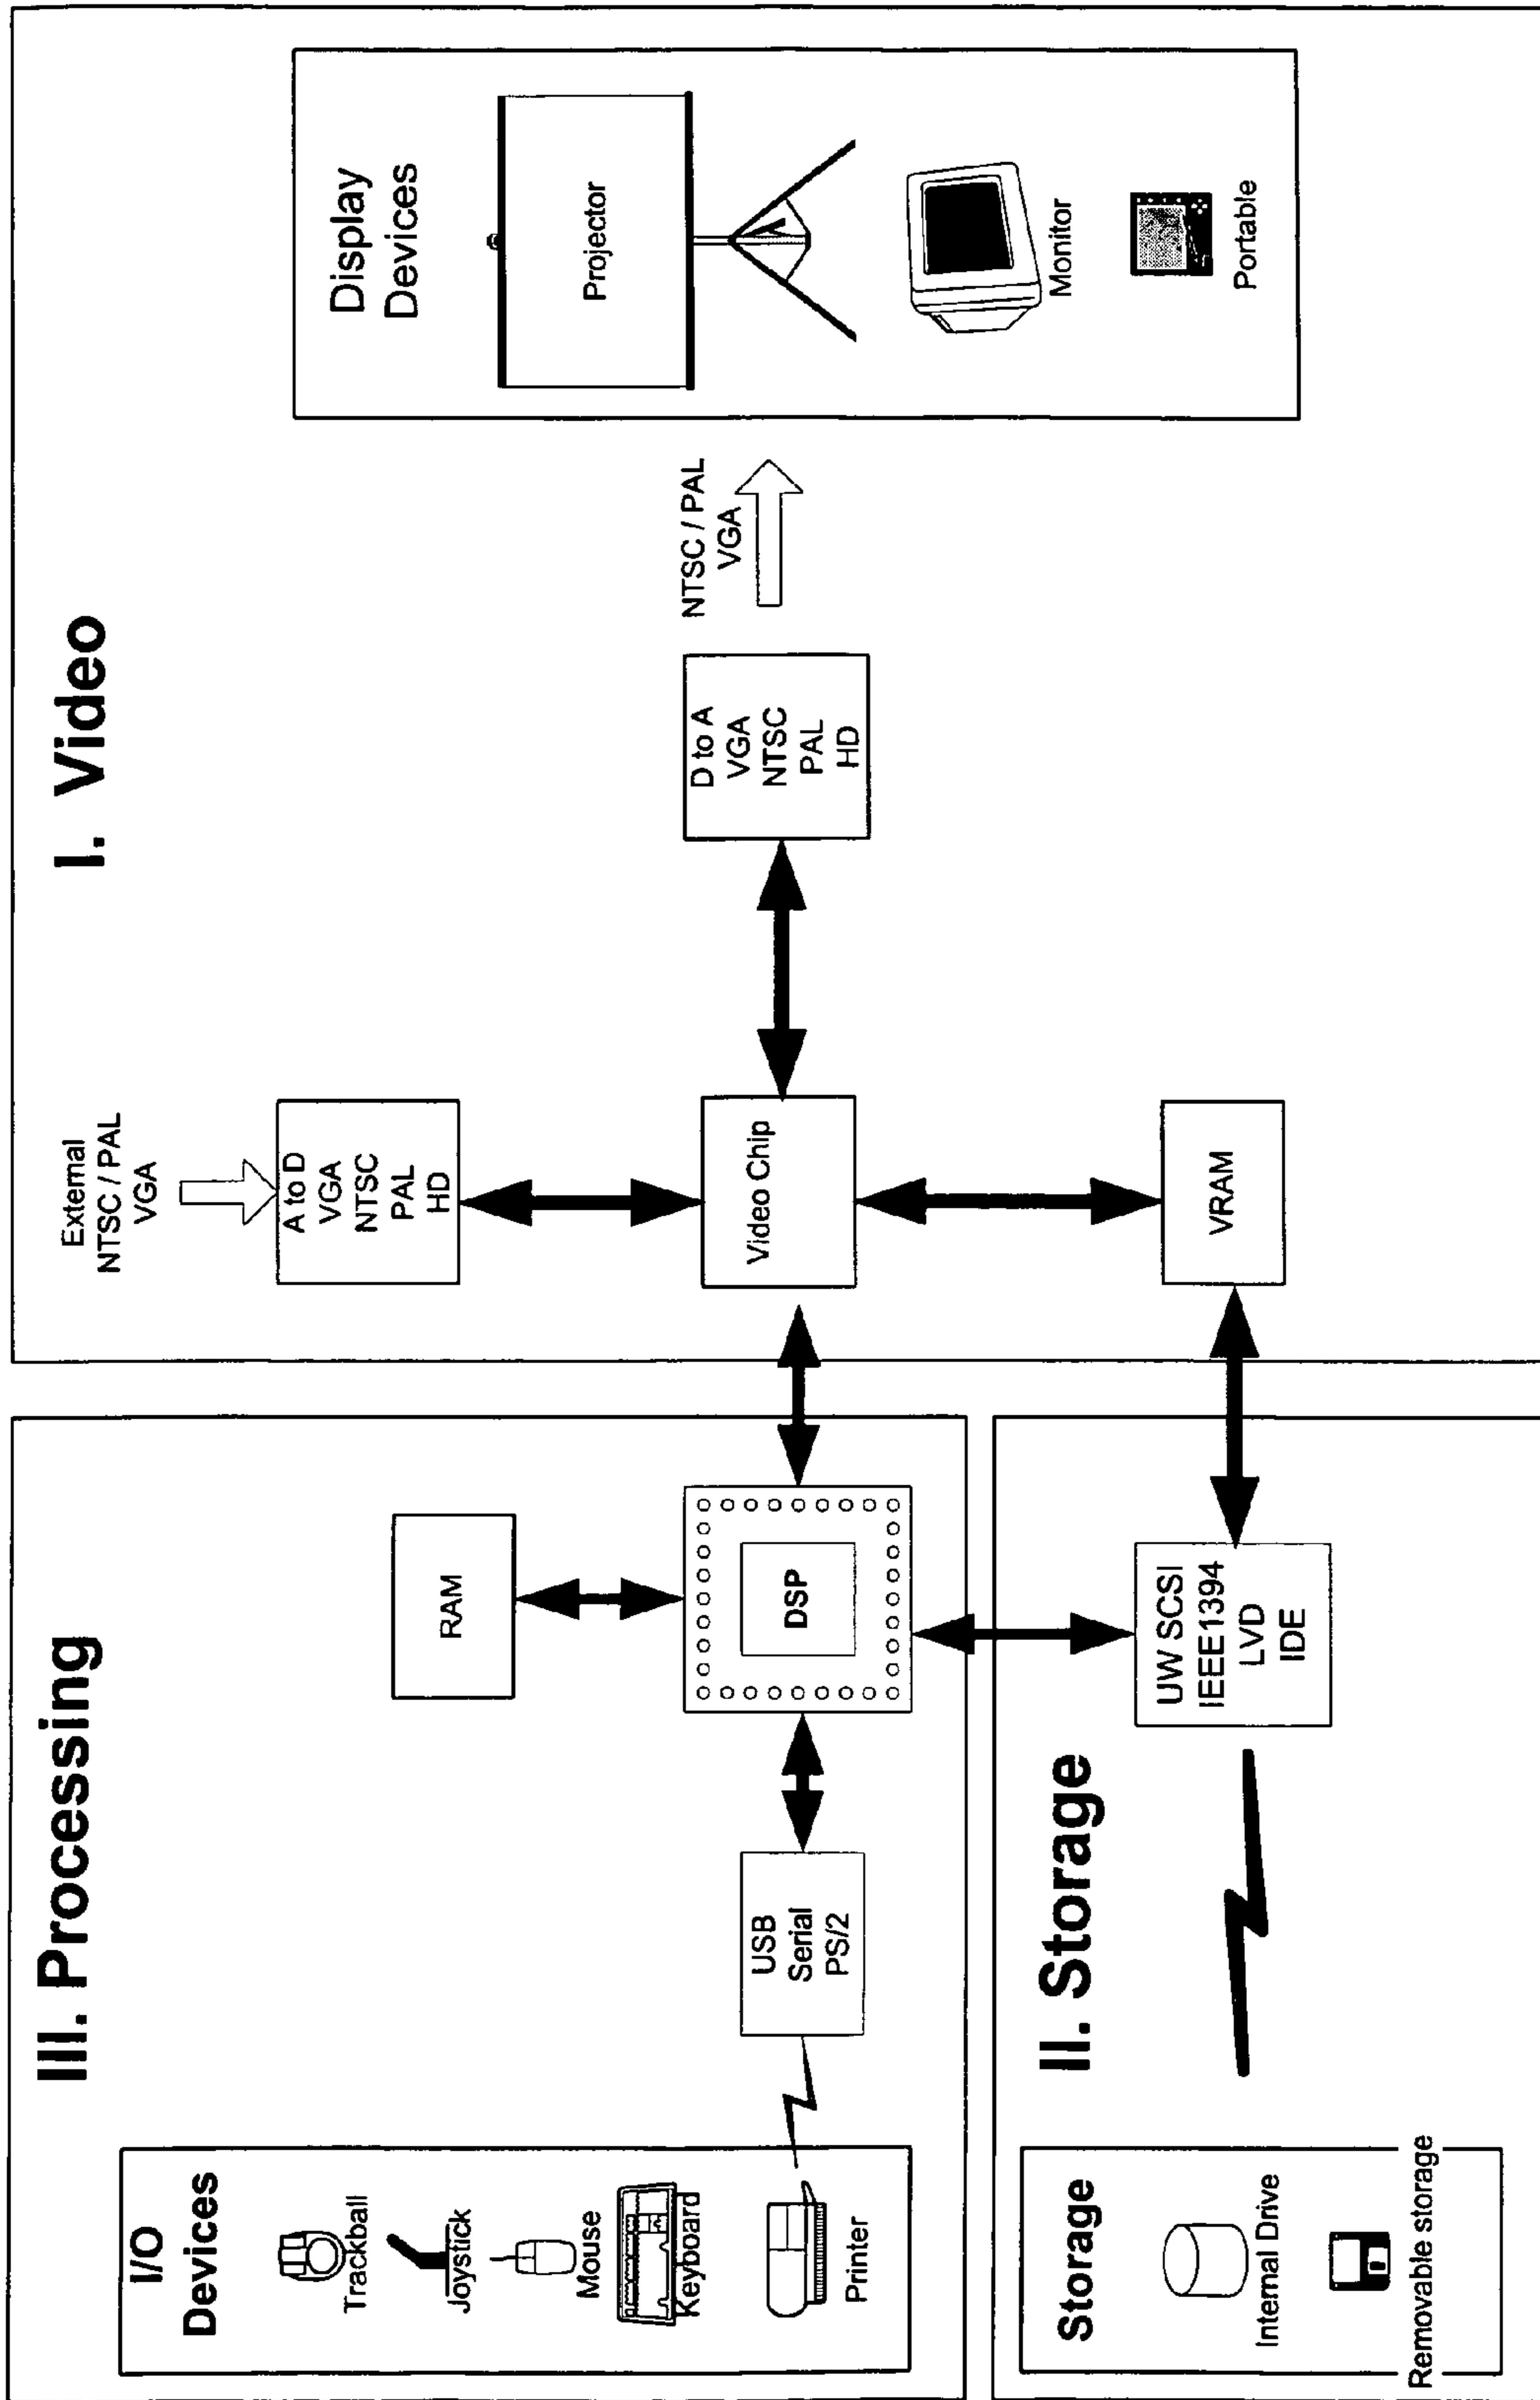 III. Processing
I/O
Devices
Trackball
Joystick
Mouse
Keyboard
Printer
USB
Serial
PS/2
RAM
DSP
II. Storage
Storage
Internal Drive
Removable storage
UW SCSI
IEEE1394
LVD
IDE
I. Video
External
NTSC / PAL
VGA
A to D
VGA
NTSC
PAL
HD
Video Chip
VRAM
D to A
VGA
NTSC
PAL
HD
NTSC / PAL
VGA
Display
Devices
Projector
Monitor
Portable